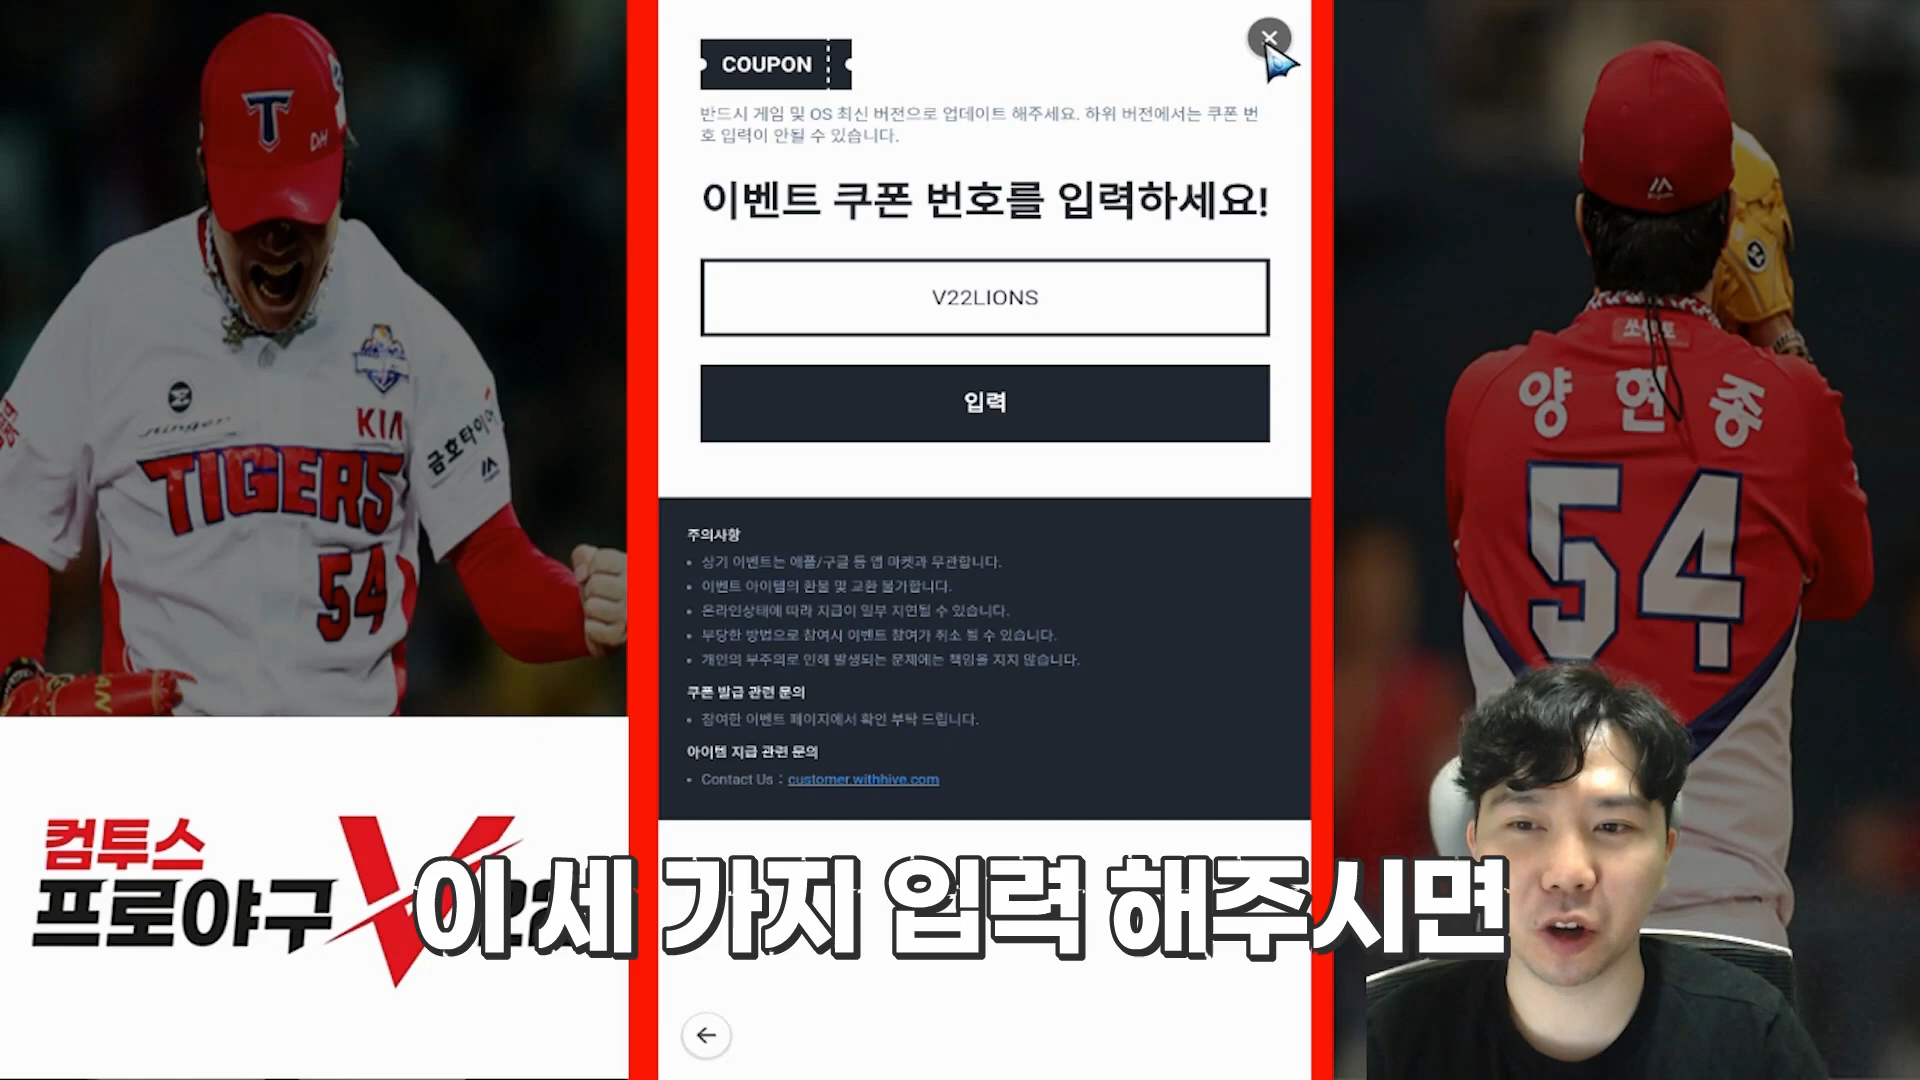 COUPON
반드시 게임 및 OS 최신 버전으로 업데이트 해주세요. 하위 버전에서는 쿠폰 번
호 입력이 안될 수 있습니다.
이벤트 쿠폰 번호를 입력하세요!
V22LIONS
입력
주의사항
• 상기 이벤트는 애플/구글 등 앱 마켓과 무관합니다.
• 이벤트 아이템의 환불 및 교환 불가합니다.
• 온라인상태에 따라 지급이 일부 지연될 수 있습니다.
• 부당한 방법으로 참여시 이벤트 참여가 취소 될 수 있습니다.
• 개인의 부주의로 인해 발생되는 문제에는 책임을 지지 않습니다.
쿠폰 발급 관련 문의
• 참여한 이벤트 페이지에서 확인 부탁 드립니다.
아이템 지급 관련 문의
• Contact Us : customer.withhive.com
T
DH
KIA
금호타이어
TIGERS
54
양현종
54
컴투스
프로야구 V22
이 세 가지 입력 해주시면